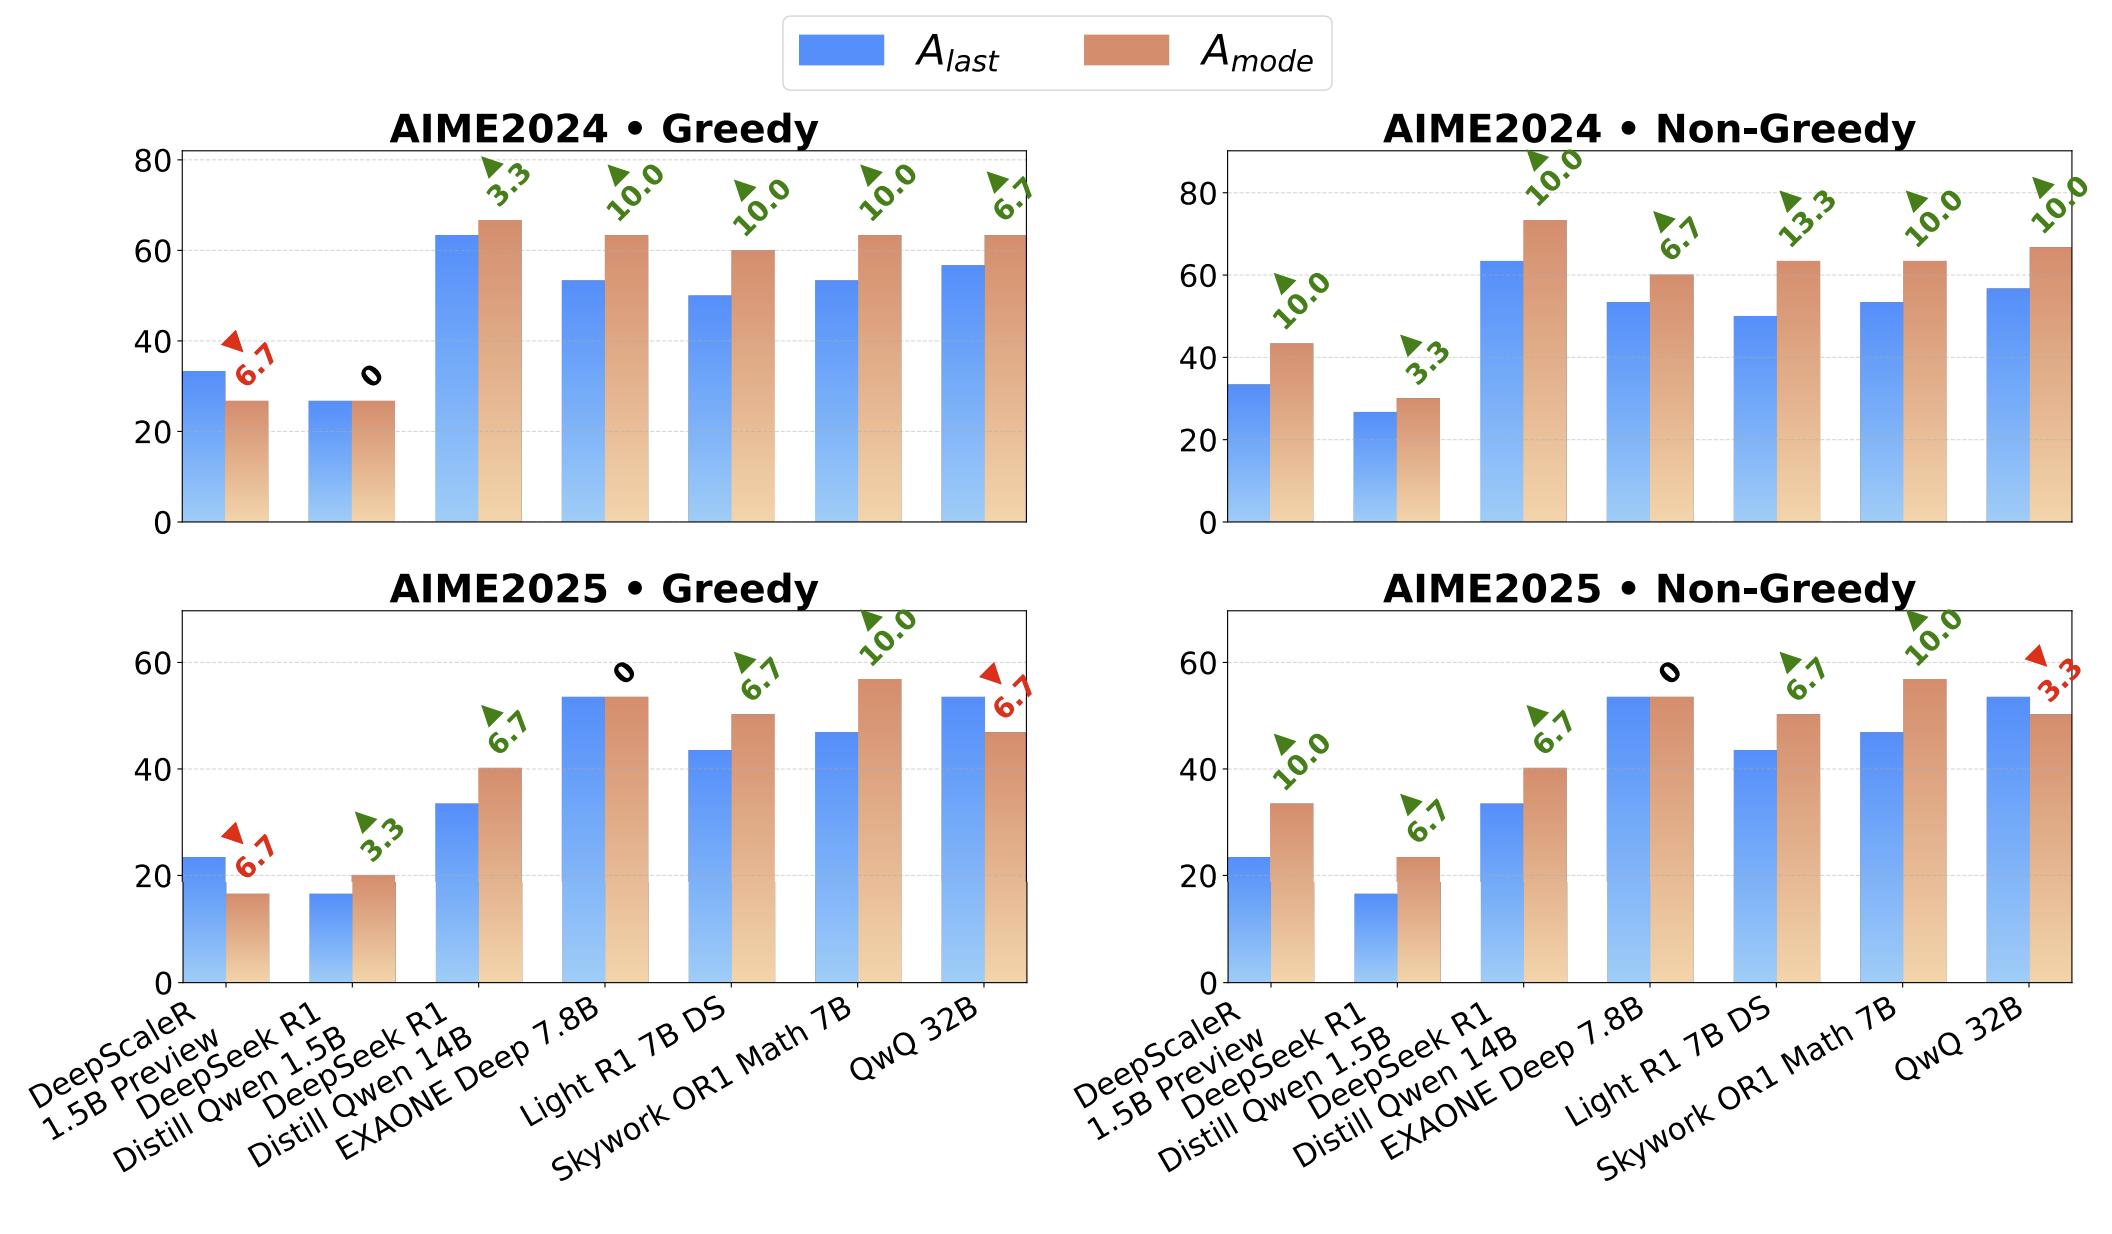 A_last A_mode
AIME2024 • Greedy
80
60
40
20
0
6.7
0
3.3
10.0
10.0
10.0
6.7
AIME2024 • Non-Greedy
80
60
40
20
0
10.0
3.3
10.0
6.7
13.3
10.0
10.0
AIME2025 • Greedy
60
40
20
0
6.7
3.3
6.7
0
6.7
10.0
6.7
DeepScaleR
1.5B Preview
DeepSeek R1
Distill Qwen 1.5B
DeepSeek R1
Distill Qwen 14B
EXAONE Deep 7.8B
Light R1 7B DS
Skywork OR1 Math 7B
QwQ 32B
AIME2025 • Non-Greedy
60
40
20
0
10.0
6.7
6.7
0
6.7
10.0
3.3
DeepScaleR
1.5B Preview
DeepSeek R1
Distill Qwen 1.5B
DeepSeek R1
Distill Qwen 14B
EXAONE Deep 7.8B
Light R1 7B DS
Skywork OR1 Math 7B
QwQ 32B